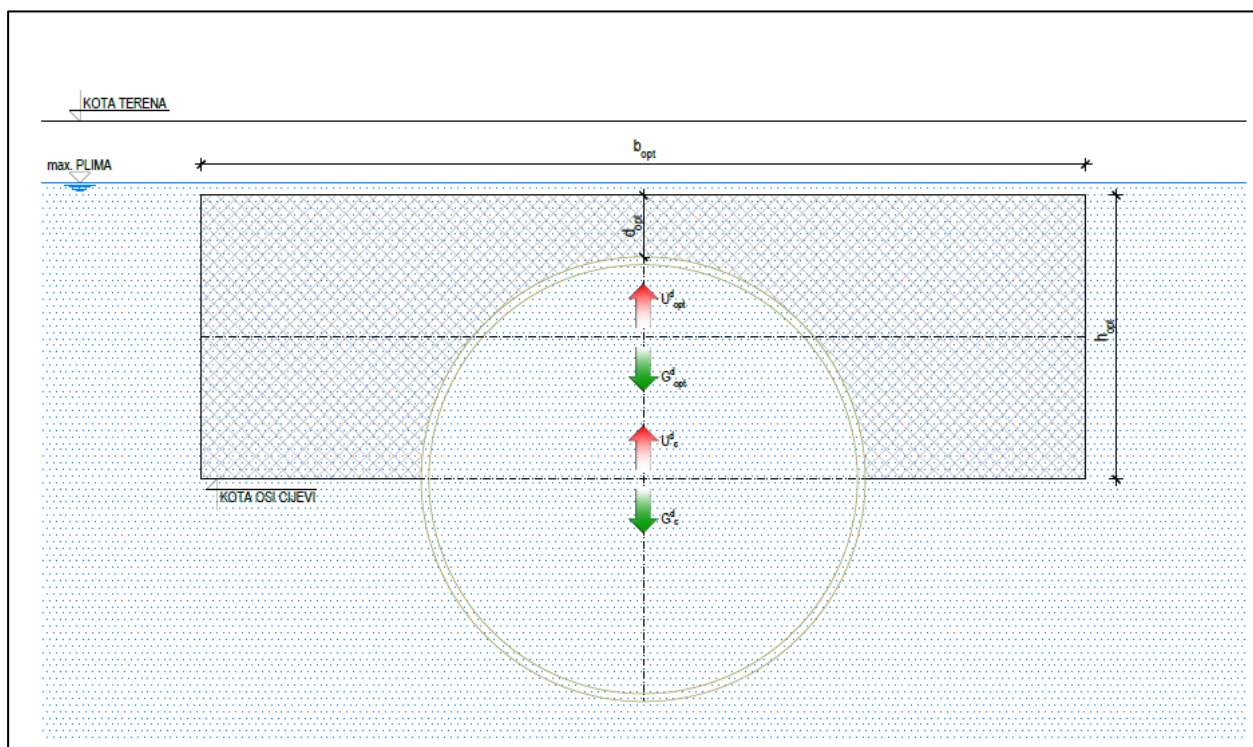 KOTA TERENA
b_opt
max. PLIMA
d_opt
U^d_opt
h_opt
G^d_opt
U^d_c
KOTA OSI CIJEVI
G^d_c